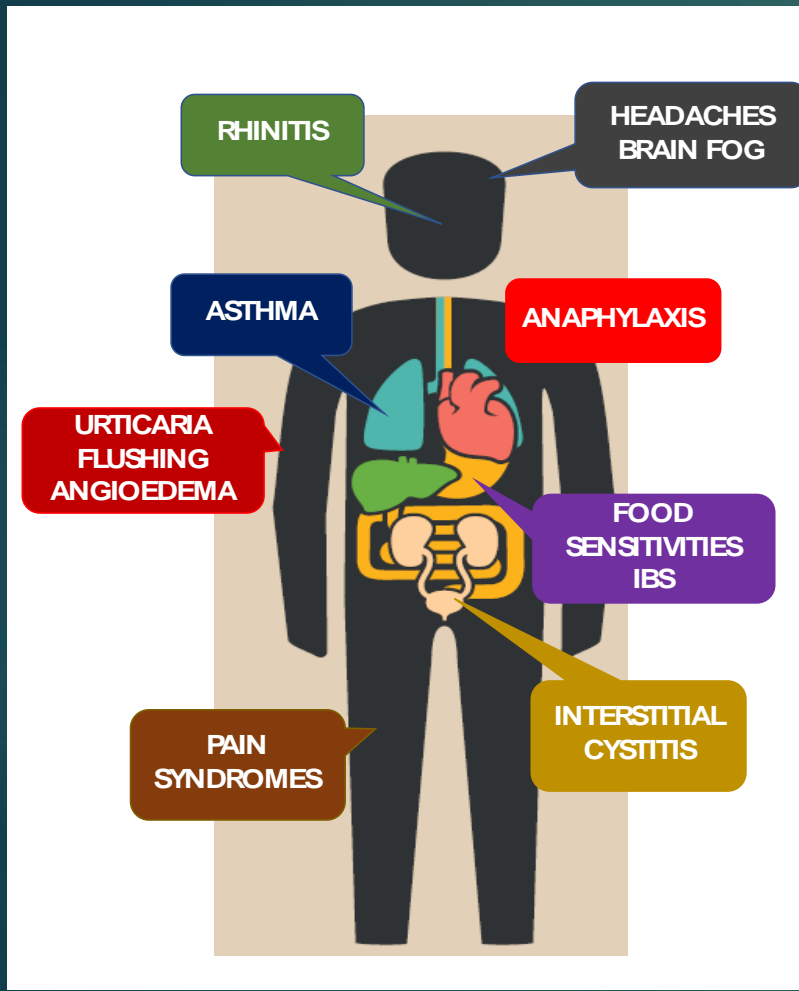 RHINITIS
HEADACHES
BRAIN FOG
ASTHMA
ANAPHYLAXIS
URTICARIA
FLUSHING
ANGIOEDEMA
FOOD
SENSITIVITIES
IBS
PAIN
SYNDROMES
INTERSTITIAL
CYSTITIS